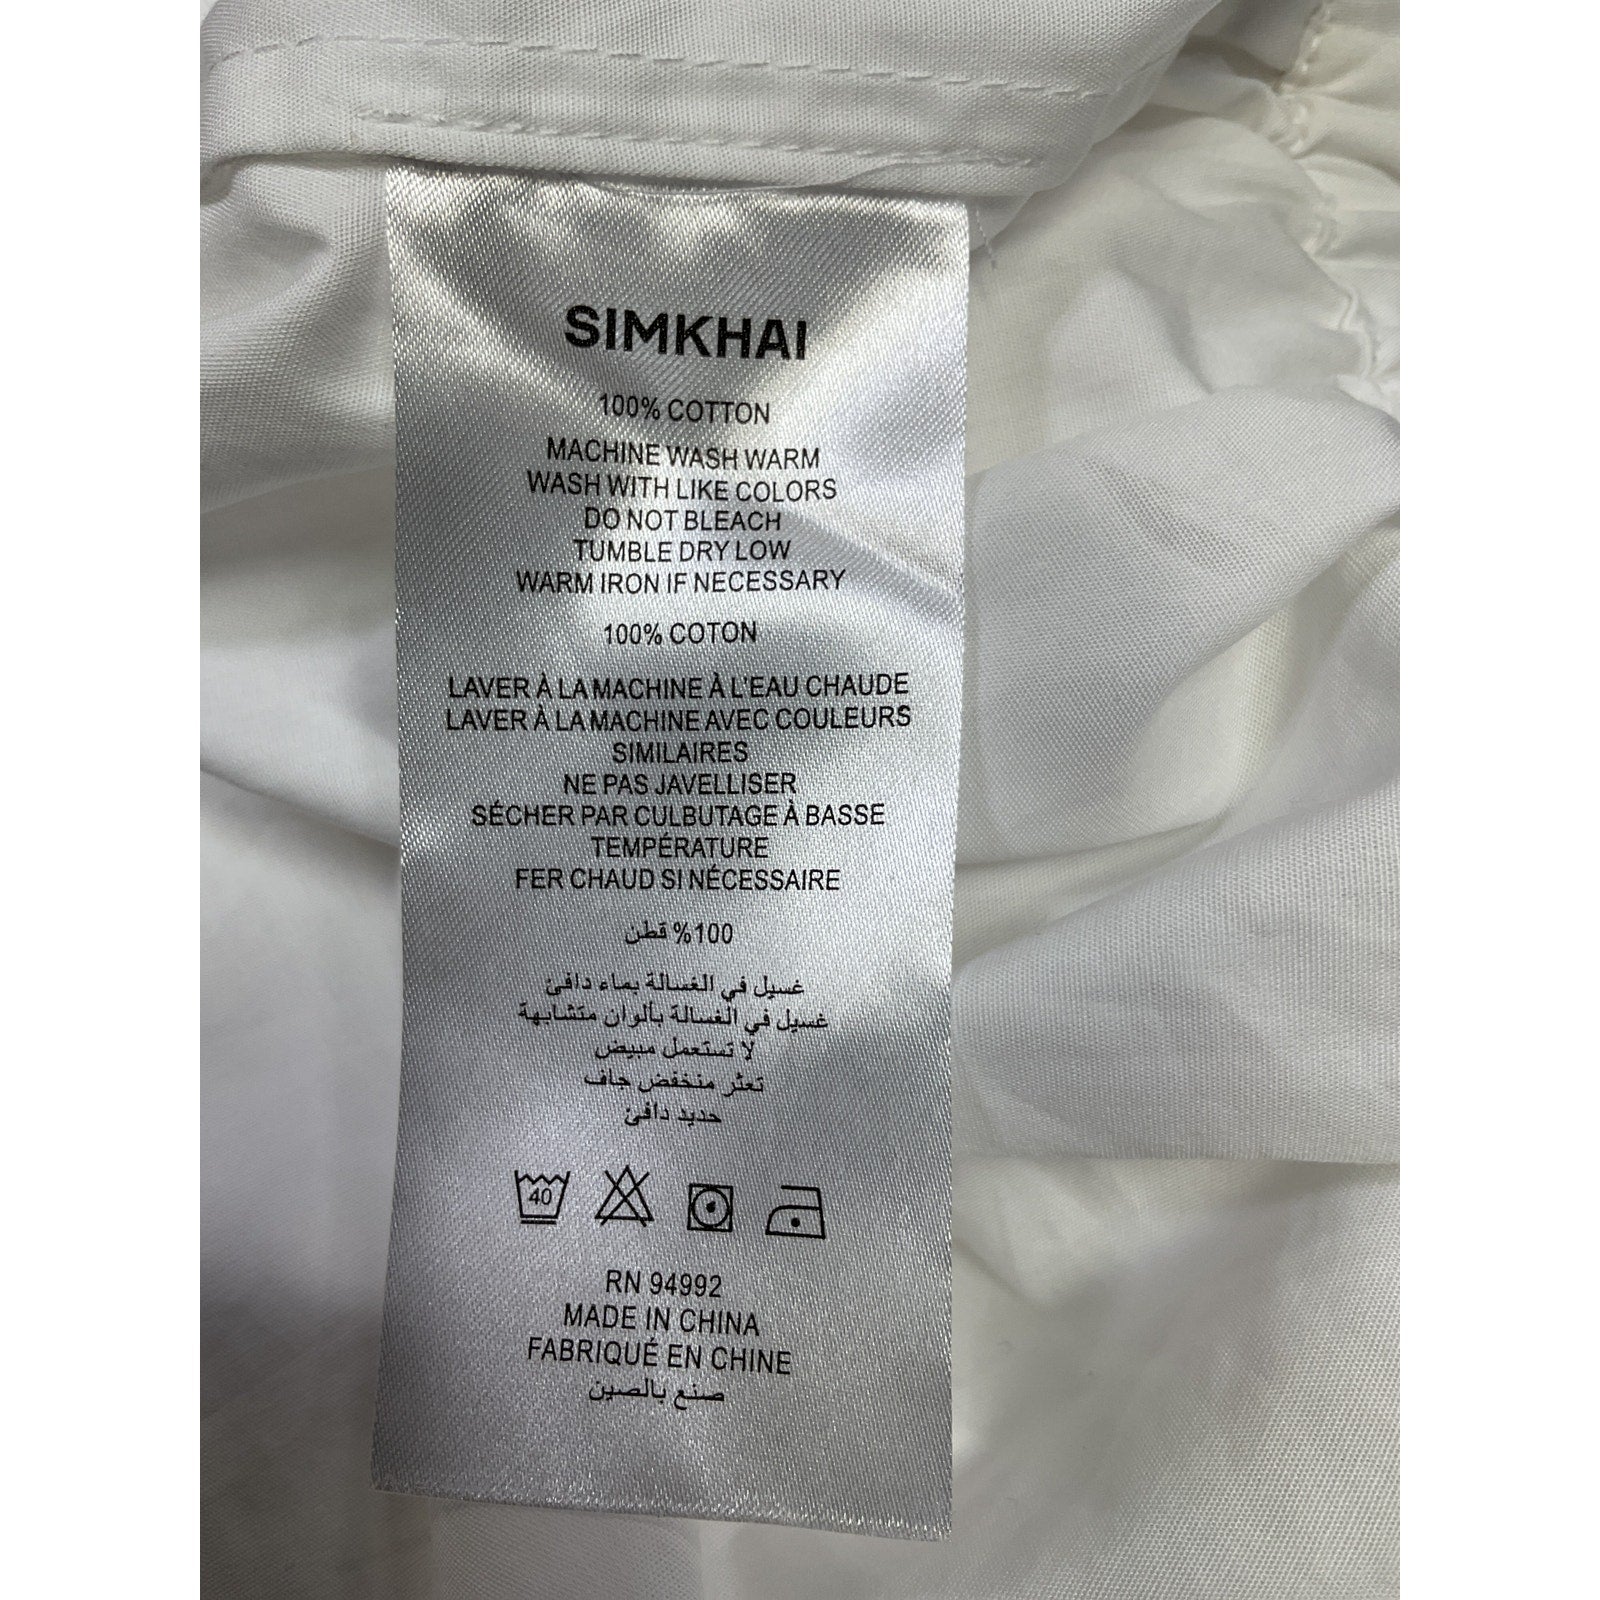 SIMKHAI
100% COTTON
MACHINE WASH WARM
WASH WITH LIKE COLORS
DO NOT BLEACH
TUMBLE DRY LOW
WARM IRON IF NECESSARY
100% COTON
LAVER À LA MACHINE À L'EAU CHAUDE
LAVER À LA MACHINE AVEC COULEURS
SIMILAIRES
NE PAS JAVELLISER
SÉCHER PAR CULBUTAGE À BASSE
TEMPÉRATURE
FER CHAUD SI NÉCESSAIRE
100% قطن
غسيل في الغسالة بماء دافئ
غسيل في الغسالة بألوان متشابهة
لا تستعمل مبيض
تعثر منخفض جاف
حديد دافئ
40
RN 94992
MADE IN CHINA
FABRIQUÉ EN CHINE
صنع بالصين